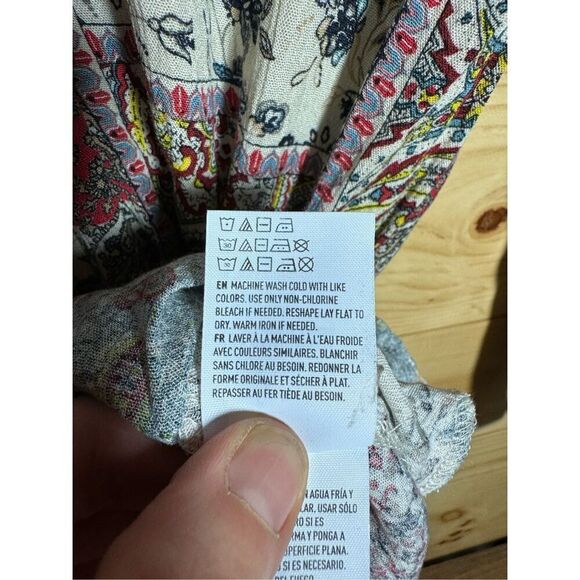 30
30
EN MACHINE WASH COLD WITH LIKE
COLORS. USE ONLY NON-CHLORINE
BLEACH IF NEEDED. RESHAPE LAY FLAT TO
DRY. WARM IRON IF NEEDED.
FR LAVER À LA MACHINE À L'EAU FROIDE
AVEC COULEURS SIMILAIRES. BLANCHIR
SANS CHLORE AU BESOIN. REDONNER LA
FORME ORIGINALE ET SÉCHER À PLAT.
REPASSER AU FER TIÈDE AU BESOIN.
AGUA FRÍA Y
USAR SÓLO
SI ES
Y PONGA A
PLANA.
SI ES NECESARIO.